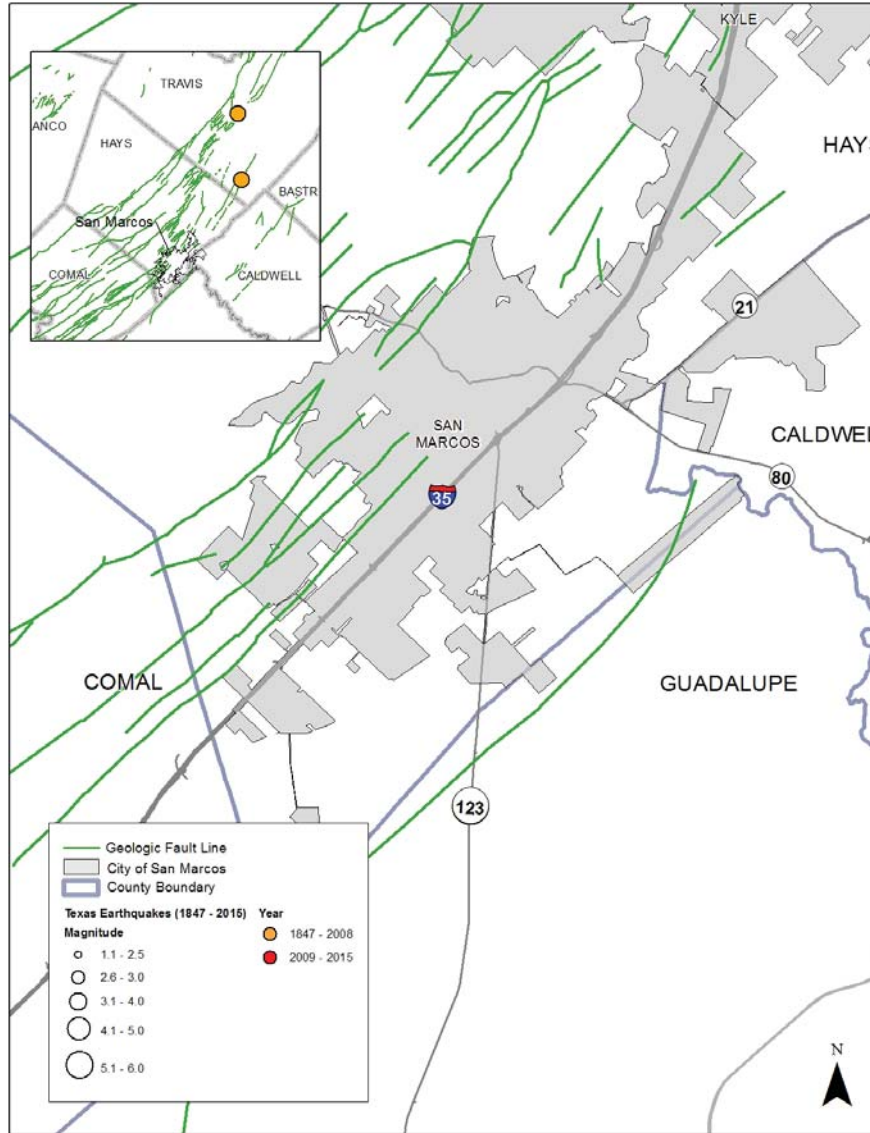 KYLE
TRAVIS
ANCO
HAYS
HAYS
BASTR
San Marcos
COMAL
CALDWELL
21
SAN
MARCOS
CALDWEL
80
35
COMAL
GUADALUPE
123
Geologic Fault Line
City of San Marcos
County Boundary
Texas Earthquakes (1847 - 2015) Year
Magnitude
1847 - 2008
1.1 - 2.5
2009 - 2015
2.6 - 3.0
3.1 - 4.0
4.1 - 5.0
5.1 - 6.0
N